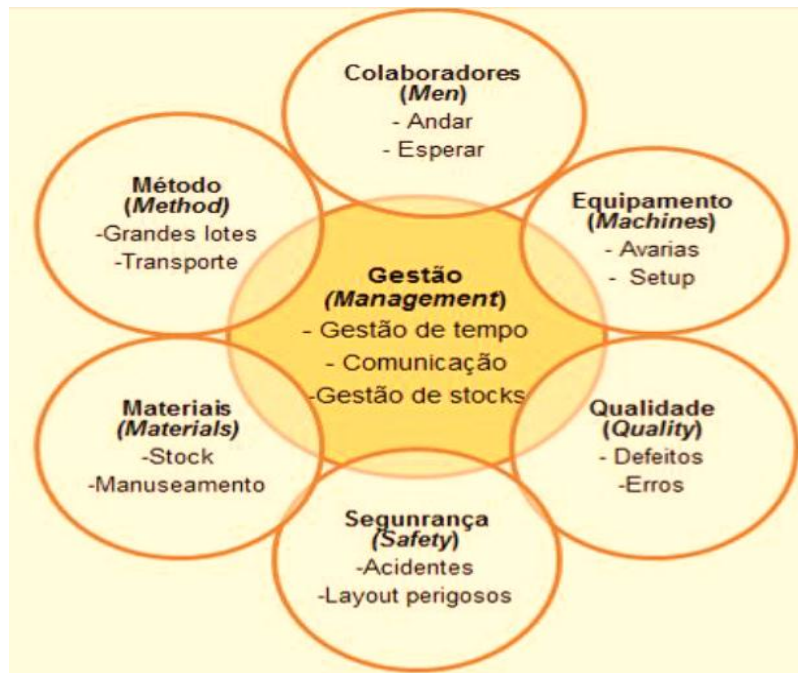 Colaboradores
(Men)
- Andar
- Esperar
Método
(Method)
-Grandes lotes
-Transporte
Equipamento
(Machines)
- Avarias
- Setup
Gestão
(Management)
- Gestão de tempo
- Comunicação
-Gestão de stocks
Materiais
(Materials)
-Stock
-Manuseamento
Qualidade
(Quality)
- Defeitos
-Erros
Segunrança
(Safety)
-Acidentes
-Layout perigosos